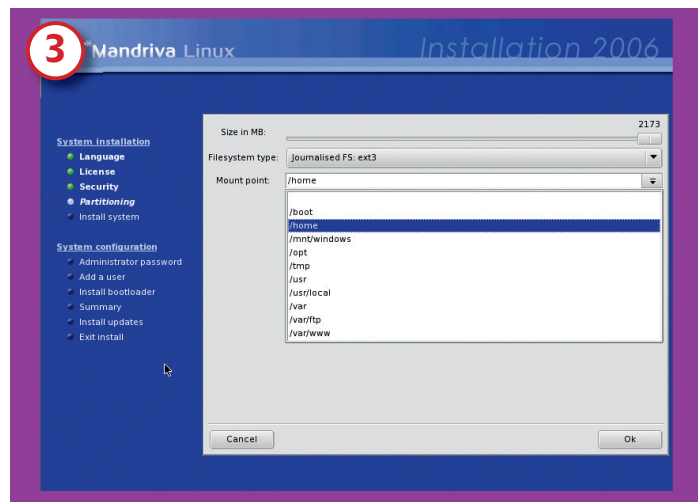 3
Mandriva Linux
Installation 2006
System installation
Language
License
Security
Partitioning
Install system
System configuration
Administrator password
Add a user
Install bootloader
Summary
Install updates
Exit install
Size in MB:
2173
Filesystem type:
Journalised FS: ext3
Mount point:
/home
/boot
/home
/mnt/windows
/opt
/tmp
/usr
/usr/local
/var
/var/ftp
/var/www
Cancel
Ok